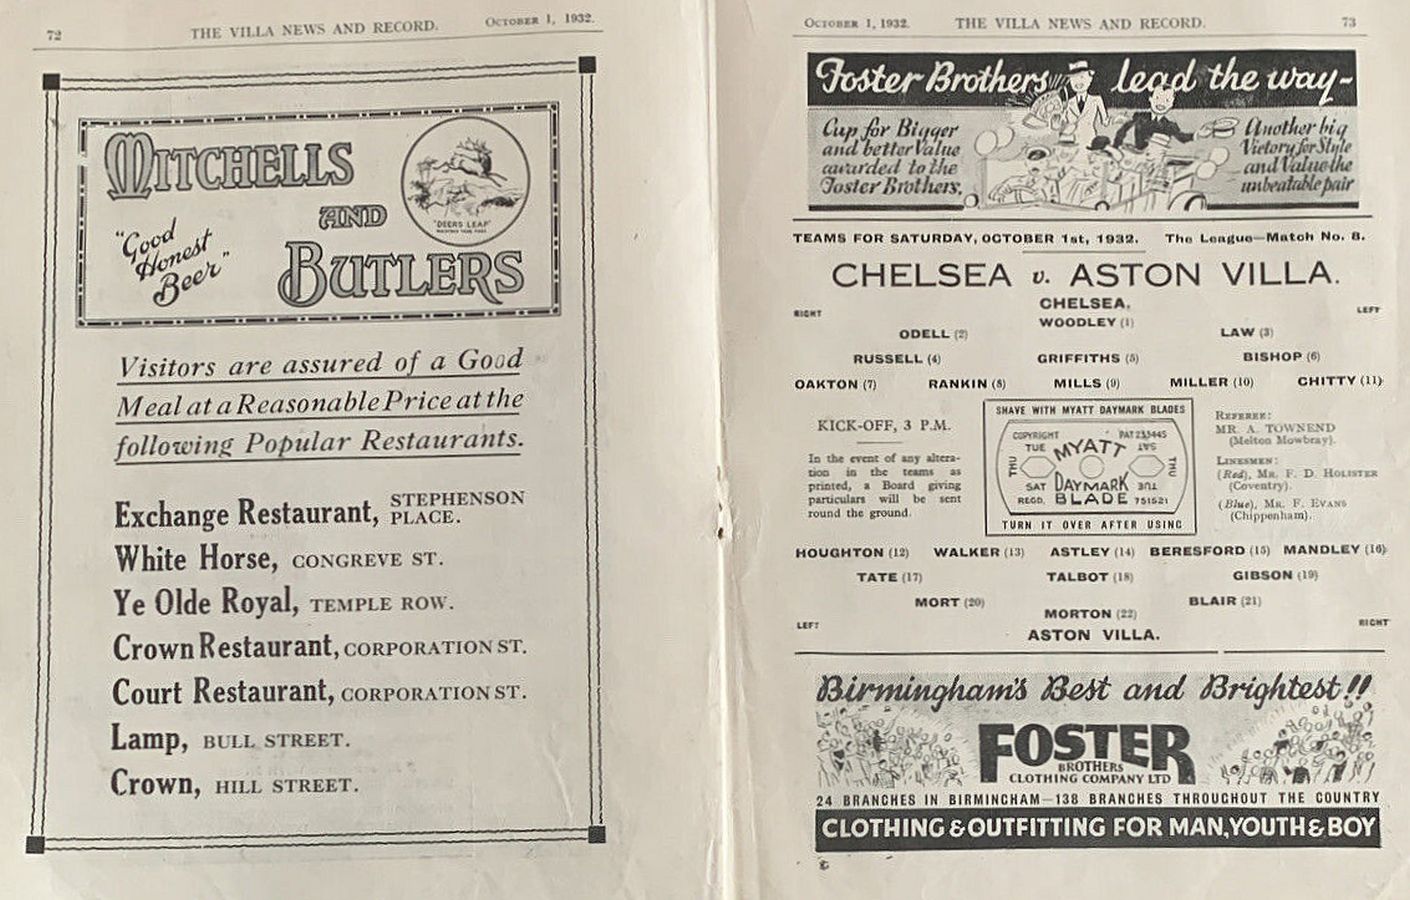 72
THE VILLA NEWS AND RECORD.
OCTOBER 1, 1932.
MITCHELLS
AND
BUTLERS
"Good
Honest
Beer"
"DEERS LEAP"
Visitors are assured of a Good
Meal at a Reasonable Price at the
following Popular Restaurants.
Exchange Restaurant, STEPHENSON PLACE.
White Horse, CONGREVE ST.
Ye Olde Royal, TEMPLE ROW.
Crown Restaurant, CORPORATION ST.
Court Restaurant, CORPORATION ST.
Lamp, BULL STREET.
Crown, HILL STREET.
OCTOBER 1, 1932.
THE VILLA NEWS AND RECORD.
73
Foster Brothers lead the way-
Cup for Bigger
and better Value
awarded to the
Foster Brothers.
Another big
Victory for Style
and Value the
unbeatable pair
TEAMS FOR SATURDAY, OCTOBER 1st, 1932. The League—Match No. 8.
CHELSEA v. ASTON VILLA.
CHELSEA.
RIGHT
LEFT
WOODLEY (1)
ODELL (2) LAW (3)
RUSSELL (4) GRIFFITHS (5) BISHOP (6)
OAKTON (7) RANKIN (8) MILLS (9) MILLER (10) CHITTY (11)
KICK-OFF, 3 P.M.
In the event of any altera-
tion in the teams as
printed, a Board giving
particulars will be sent
round the ground.
SHAVE WITH MYATT DAYMARK BLADES
COPYRIGHT PAT 233445
TUE MYATT SAT
THU THU
SAT DAYMARK TUE
REGD. BLADE 751521
TURN IT OVER AFTER USING
REFEREE:
MR. A. TOWNEND
(Melton Mowbray).
LINESMEN:
(Red), MR. F. D. HOLISTER
(Coventry).
(Blue), MR. F. EVANS
(Chippenham).
HOUGHTON (12) WALKER (13) ASTLEY (14) BERESFORD (15) MANDLEY (16)
TATE (17) TALBOT (18) GIBSON (19)
MORT (20) BLAIR (21)
MORTON (22)
LEFT
RIGHT
ASTON VILLA.
Birmingham's Best and Brightest!!
FOSTER
BROTHERS
CLOTHING COMPANY LTD
24 BRANCHES IN BIRMINGHAM—138 BRANCHES THROUGHOUT THE COUNTRY
CLOTHING & OUTFITTING FOR MAN, YOUTH & BOY